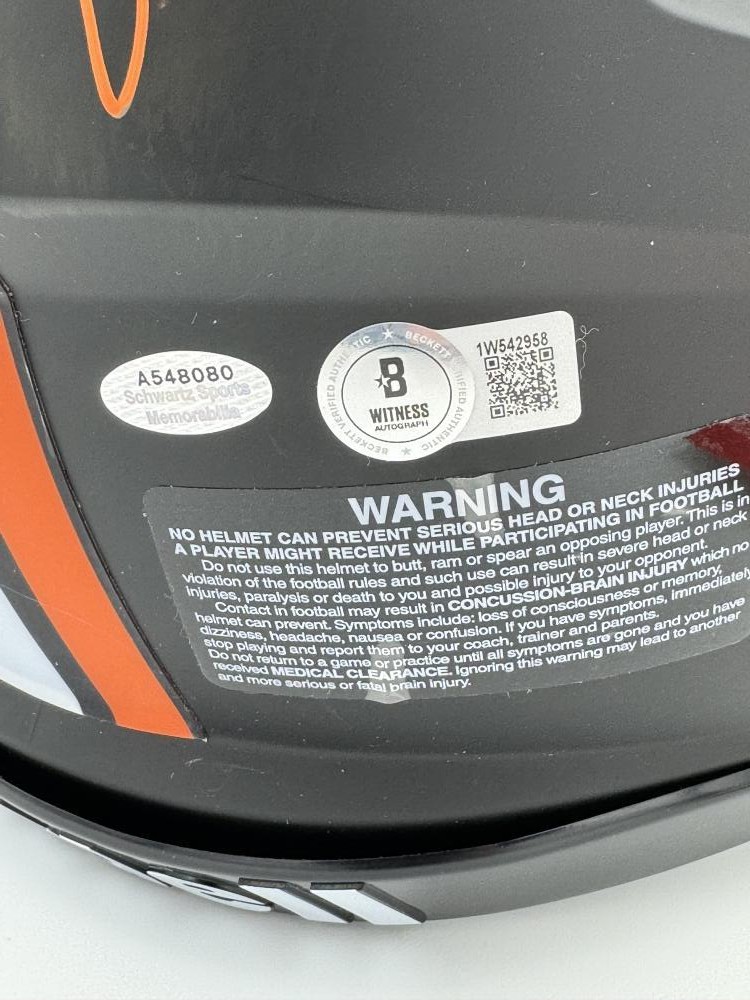 A548080
Schwartz Sports
Memorabilia
BECKETT VERIFIED AUTHENTIC ★ BECKETT VERIFIED AUTHENTIC ★
B
WITNESS
AUTOGRAPH
1W542958
WARNING
NO HELMET CAN PREVENT SERIOUS HEAD OR NECK INJURIES
A PLAYER MIGHT RECEIVE WHILE PARTICIPATING IN FOOTBALL
Do not use this helmet to butt, ram or spear an opposing player. This is in
violation of the football rules and such use can result in severe head or neck
injuries, paralysis or death to you and possible injury to your opponent.
Contact in football may result in CONCUSSION-BRAIN INJURY which no
helmet can prevent. Symptoms include: loss of consciousness or memory,
dizziness, headache, nausea or confusion. If you have symptoms, immediately
stop playing and report them to your coach, trainer and parents.
Do not return to a game or practice until all symptoms are gone and you have
received MEDICAL CLEARANCE. Ignoring this warning may lead to another
and more serious or fatal brain injury.